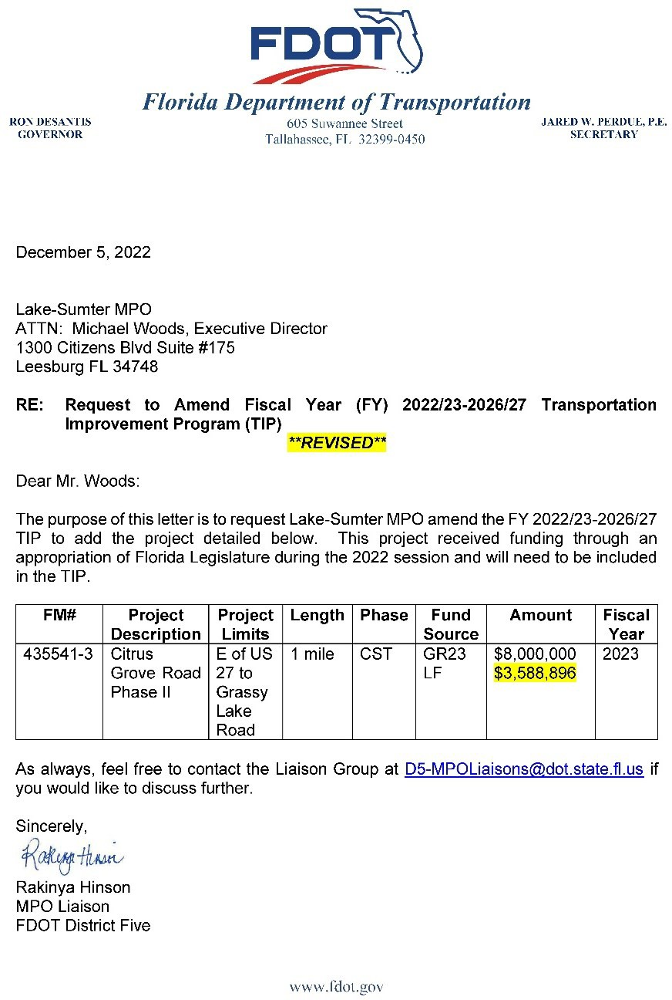 FDOT
Florida Department of Transportation
RON DESANTIS
GOVERNOR
605 Suwannee Street
Tallahassee, FL 32399-0450
JARED W. PERDUE, P.E.
SECRETARY
December 5, 2022
Lake-Sumter MPO
ATTN: Michael Woods, Executive Director
1300 Citizens Blvd Suite #175
Leesburg FL 34748
RE: Request to Amend Fiscal Year (FY) 2022/23-2026/27 Transportation
Improvement Program (TIP)
**REVISED**
Dear Mr. Woods:
The purpose of this letter is to request Lake-Sumter MPO amend the FY 2022/23-2026/27
TIP to add the project detailed below. This project received funding through an
appropriation of Florida Legislature during the 2022 session and will need to be included
in the TIP.
FM# Project Project Length Phase Fund Amount Fiscal
Description Limits Source Year
435541-3 Citrus E of US 1 mile CST GR23 $8,000,000 2023
Grove Road 27 to LF $3,588,896
Phase II Grassy
Lake
Road
As always, feel free to contact the Liaison Group at D5-MPOLiaisons@dot.state.fl.us if
you would like to discuss further.
Sincerely,
Rakinya Hinson
Rakinya Hinson
MPO Liaison
FDOT District Five
www.fdot.gov